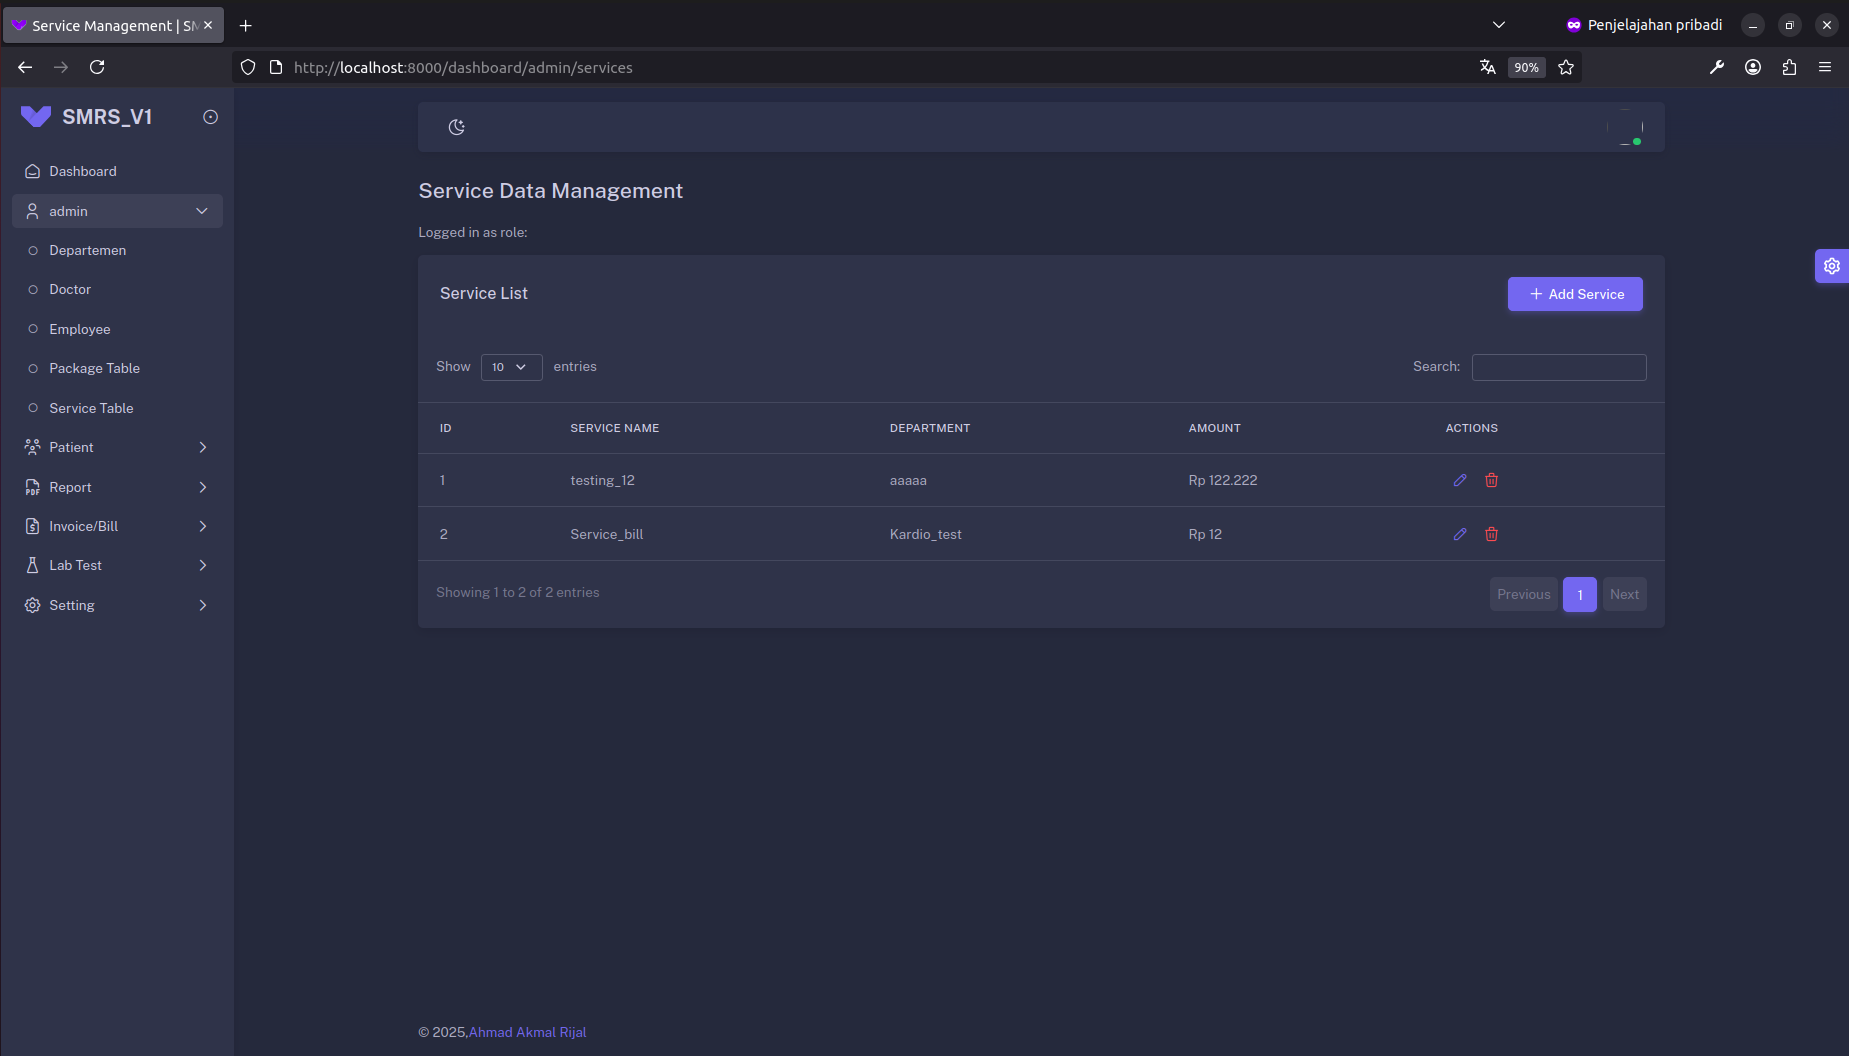 Service Management | SM
Penjelajahan pribadi
http://localhost:8000/dashboard/admin/services
90%
SMRS_V1
Dashboard
admin
Departemen
Doctor
Employee
Package Table
Service Table
Patient
Report
Invoice/Bill
Lab Test
Setting
Service Data Management
Logged in as role:
Service List
Add Service
Show 10 entries
Search:
ID SERVICE NAME DEPARTMENT AMOUNT ACTIONS
1 testing_12 aaaaa Rp 122.222
2 Service_bill Kardio_test Rp 12
Showing 1 to 2 of 2 entries
Previous 1 Next
© 2025,Ahmad Akmal Rijal